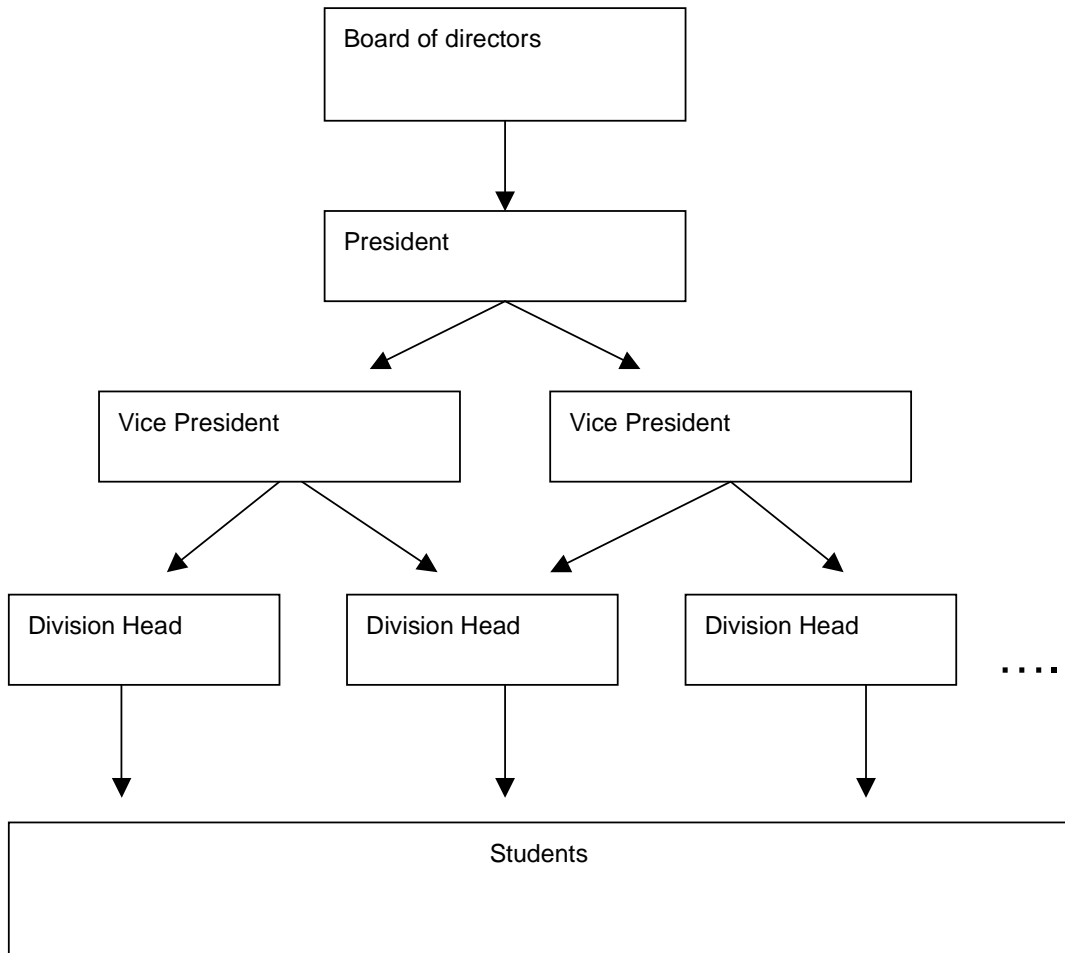 Board of directors
President
Vice President
Vice President
Division Head
Division Head
Division Head
....
Students